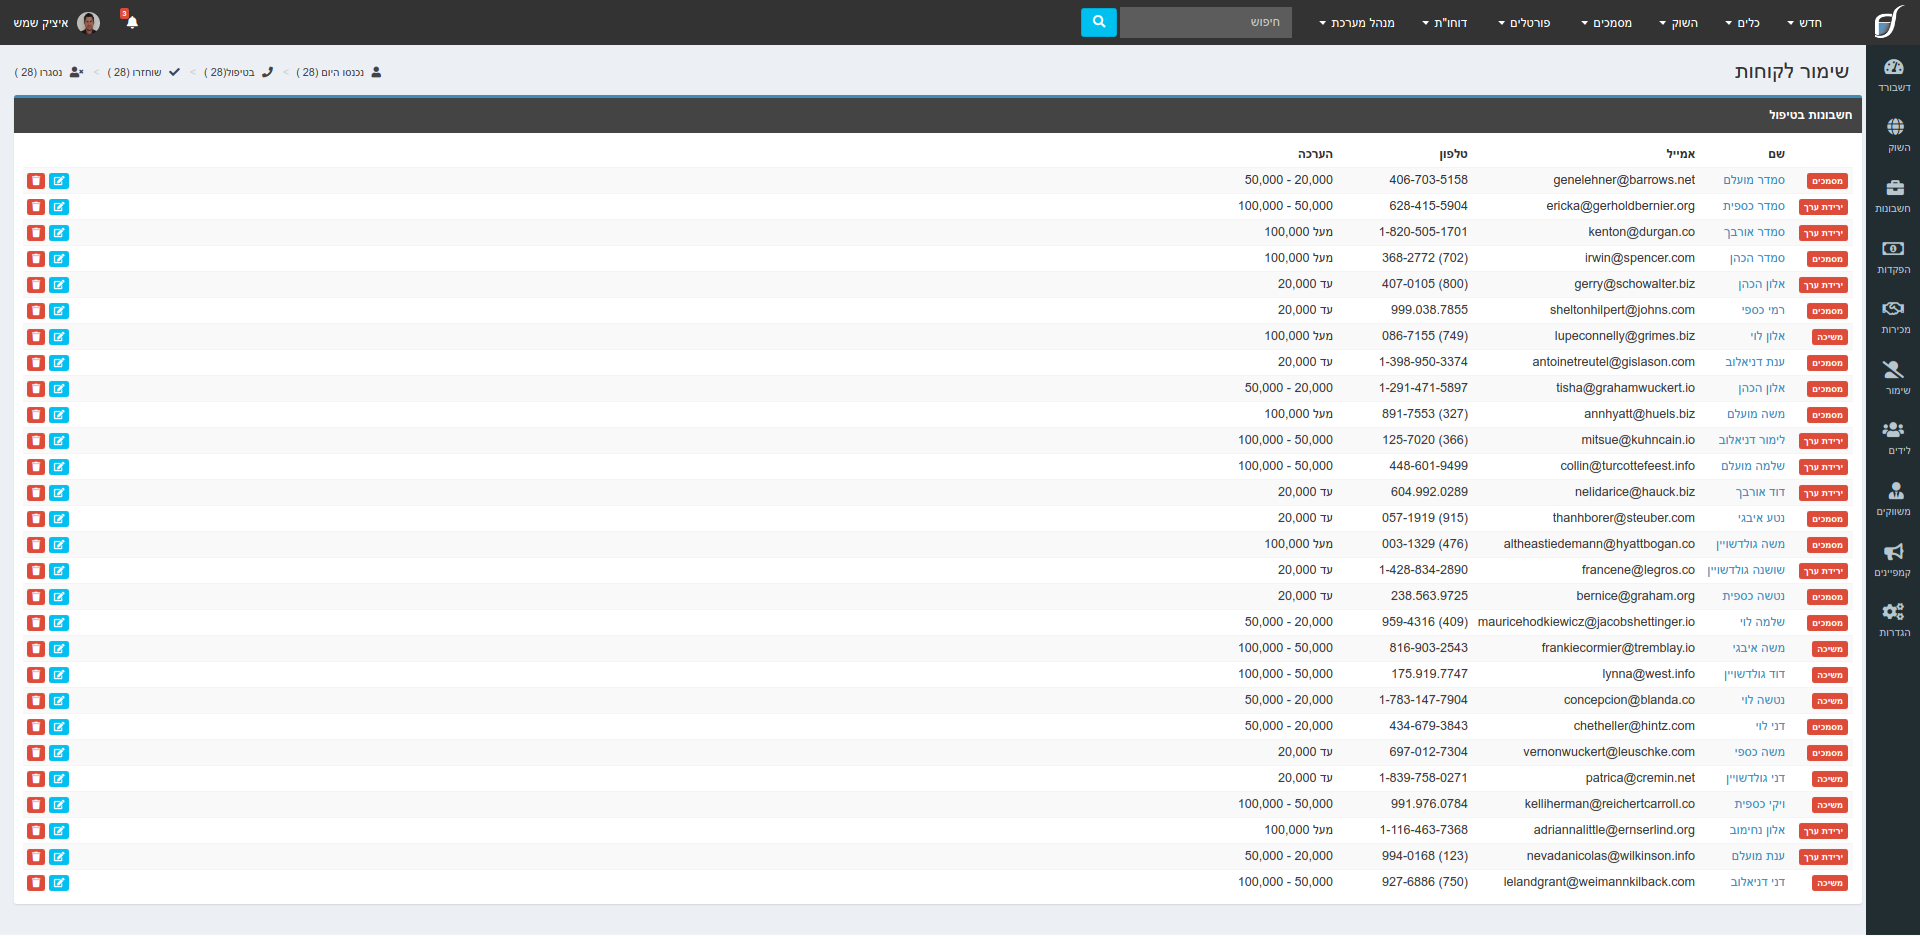 חדש כלים השוק מסמכים פורטלים דוחו"ת מנהל מערכת חיפוש 3 איציק שמש
שימור לקוחות
נכנסו היום (28 ) > בטיפול(28 ) > שוחזרו (28 ) > נסגרו (28 )
חשבונות בטיפול
שם אמייל טלפון הערכה
מסמכים סמדר מועלם genelehner@barrows.net 406-703-5158 50,000 - 20,000
ירידת ערך סמדר כספית ericka@gerholdbernier.org 628-415-5904 100,000 - 50,000
ירידת ערך סמדר אורבך kenton@durgan.co 1-820-505-1701 מעל 100,000
מסמכים סמדר הכהן irwin@spencer.com 368-2772 (702) מעל 100,000
ירידת ערך אלון הכהן gerry@schowalter.biz 407-0105 (800) עד 20,000
מסמכים רמי כספי sheltonhilpert@johns.com 999.038.7855 עד 20,000
משיכה אלון לוי lupeconnelly@grimes.biz 086-7155 (749) מעל 100,000
מסמכים ענת דניאלוב antoinetreutel@gislason.com 1-398-950-3374 עד 20,000
מסמכים אלון הכהן tisha@grahamwuckert.io 1-291-471-5897 50,000 - 20,000
מסמכים משה מועלם annhyatt@huels.biz 891-7553 (327) מעל 100,000
ירידת ערך לימור דניאלוב mitsue@kuhncain.io 125-7020 (366) 100,000 - 50,000
ירידת ערך שלמה מועלם collin@turcottefeest.info 448-601-9499 100,000 - 50,000
ירידת ערך דוד אורבך nelidarice@hauck.biz 604.992.0289 עד 20,000
מסמכים נטע איבגי thanhborer@steuber.com 057-1919 (915) עד 20,000
מסמכים משה גולדשויין altheastiedemann@hyattbogan.co 003-1329 (476) מעל 100,000
ירידת ערך שושנה גולדשויין francene@legros.co 1-428-834-2890 עד 20,000
מסמכים נטשה כספית bernice@graham.org 238.563.9725 עד 20,000
מסמכים שלמה לוי mauricehodkiewicz@jacobshettinger.io 959-4316 (409) 50,000 - 20,000
משיכה משה איבגי frankiecormier@tremblay.io 816-903-2543 100,000 - 50,000
משיכה דוד גולדשויין lynna@west.info 175.919.7747 100,000 - 50,000
משיכה נטשה לוי concepcion@blanda.co 1-783-147-7904 50,000 - 20,000
מסמכים דני לוי chetheller@hintz.com 434-679-3843 50,000 - 20,000
מסמכים משה כספי vernonwuckert@leuschke.com 697-012-7304 עד 20,000
משיכה דני גולדשויין patrica@cremin.net 1-839-758-0271 עד 20,000
משיכה ויקי כספית kelliherman@reichertcarroll.co 991.976.0784 100,000 - 50,000
ירידת ערך אלון נחימוב adriannalittle@ernserlind.org 1-116-463-7368 מעל 100,000
ירידת ערך ענת מועלם nevadanicolas@wilkinson.info 994-0168 (123) 50,000 - 20,000
משיכה דני דניאלוב lelandgrant@weimannkilback.com 927-6886 (750) 100,000 - 50,000
דשבורד
השוק
חשבונות
הפקדות
מכירות
שימור
לידים
משווקים
קמפיינים
הגדרות